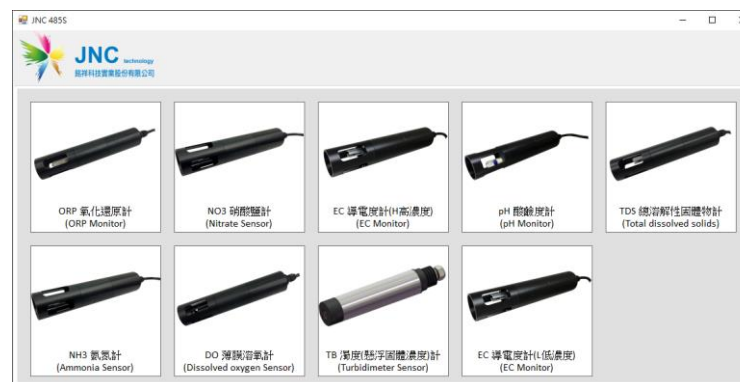 JNC 485S
JNC technology
銘祥科技實業股份有限公司
ORP 氧化還原計
(ORP Monitor)
NO3 硝酸鹽計
(Nitrate Sensor)
EC 導電度計(H高濃度)
(EC Monitor)
pH 酸鹼度計
(pH Monitor)
TDS 總溶解性固體物計
(Total dissolved solids)
NH3 氨氮計
(Ammonia Sensor)
DO 薄膜溶氧計
(Dissolved oxygen Sensor)
TB 濁度(懸浮固體濃度)計
(Turbidimeter Sensor)
EC 導電度計(L低濃度)
(EC Monitor)